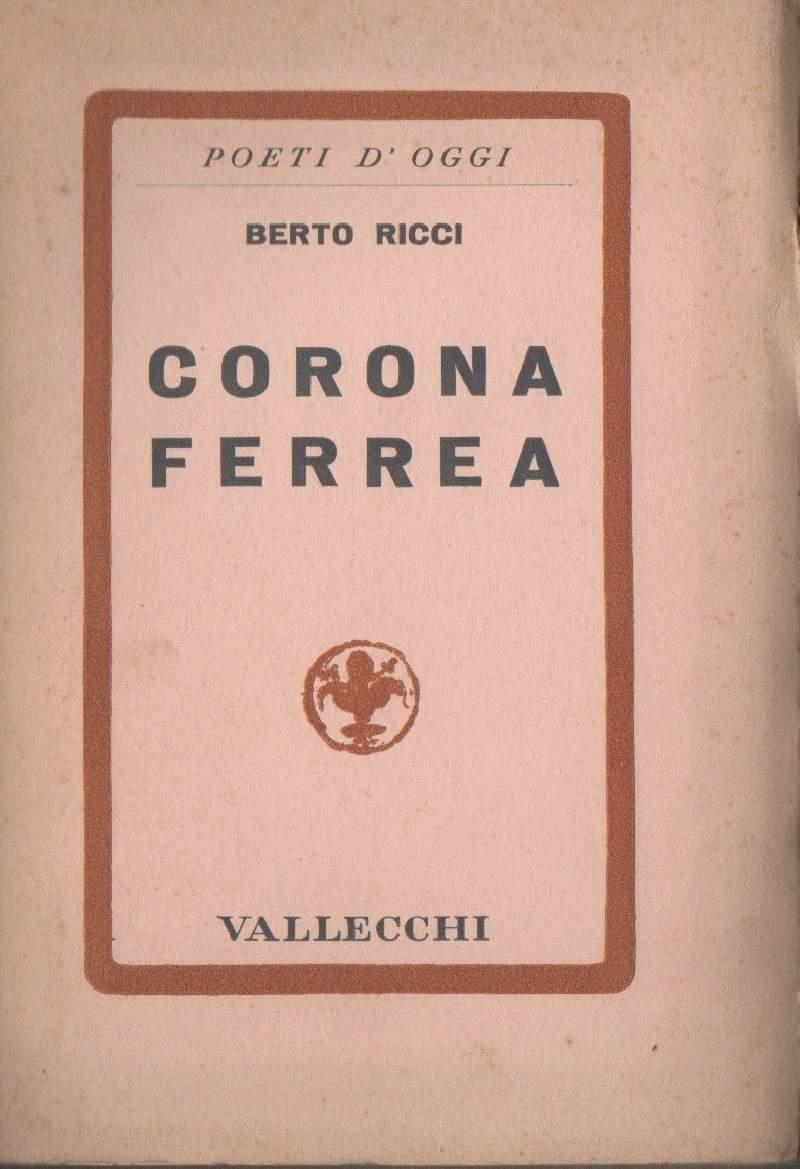 POETI D' OGGI
BERTO RICCI
CORONA
FERREA
VALLECCHI